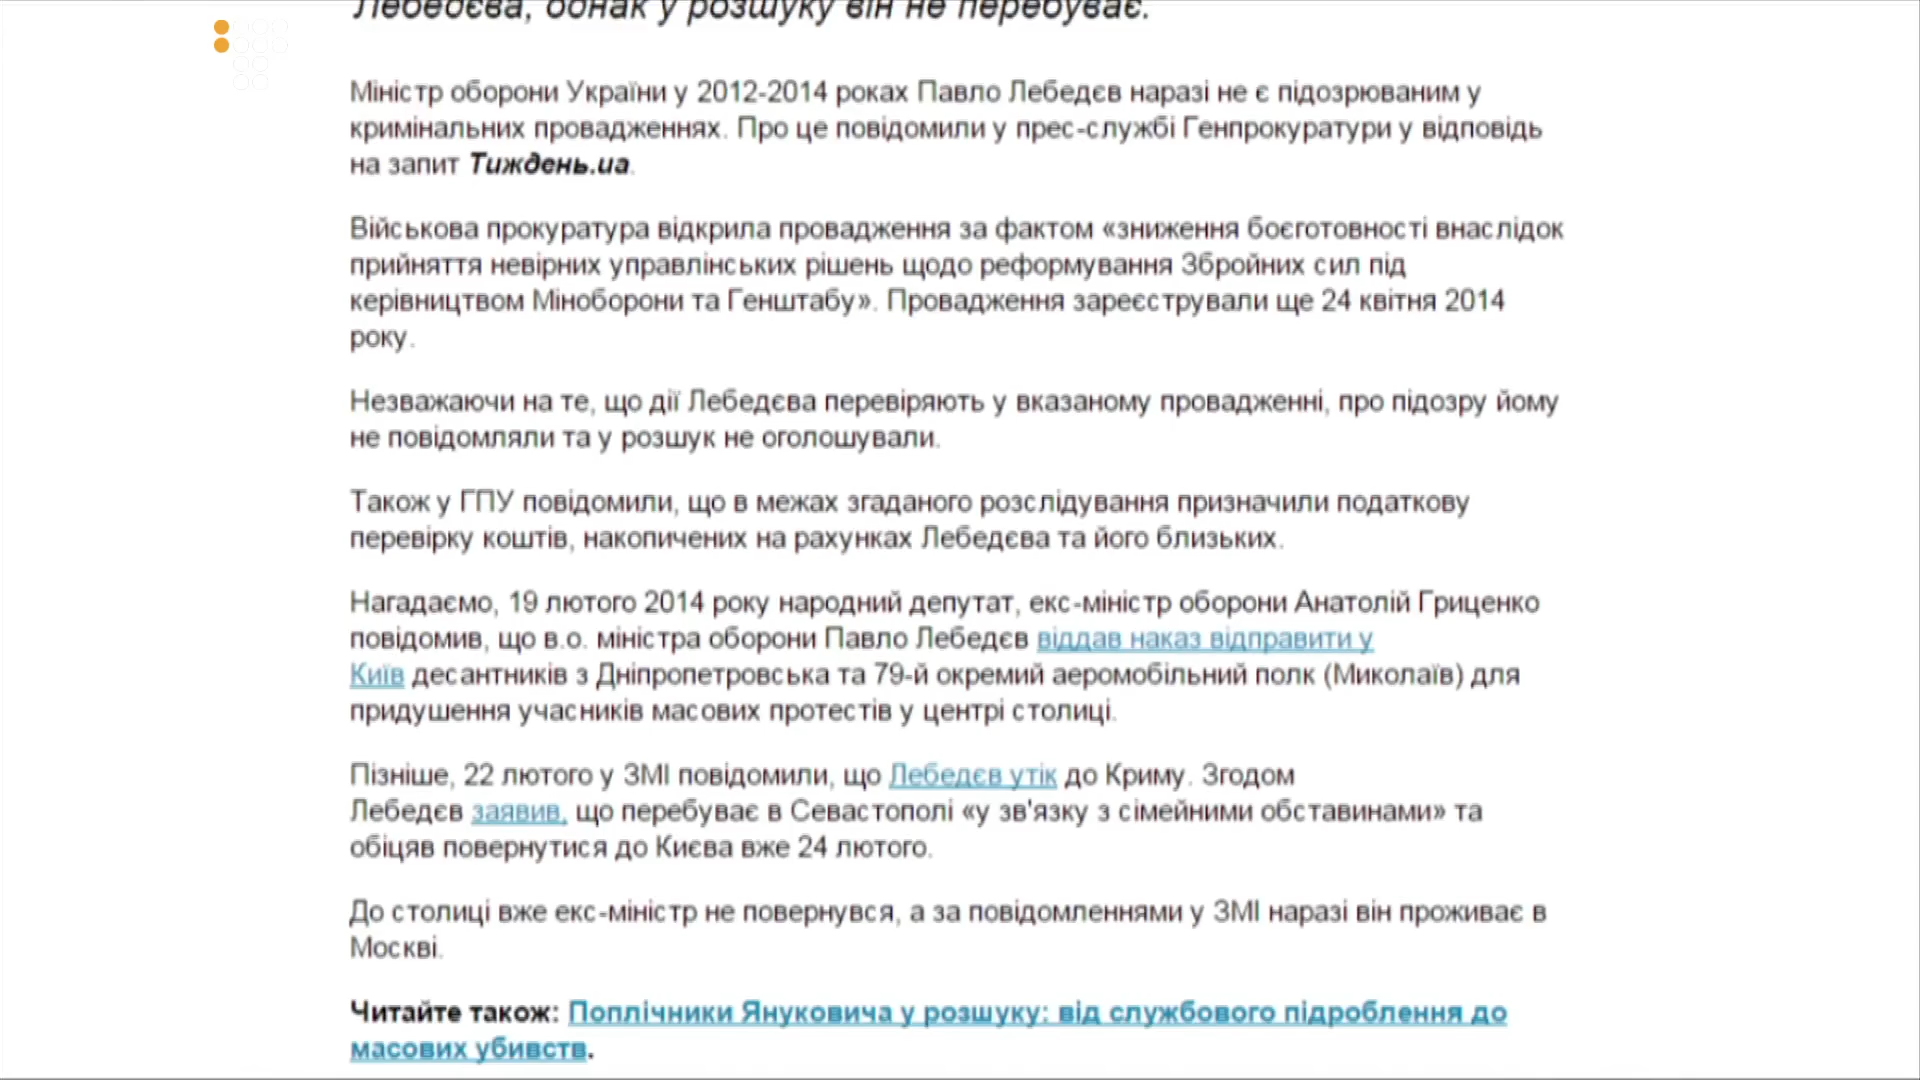 Лебедєва, однак у розшуку він не перебуває.
Міністр оборони України у 2012-2014 роках Павло Лебедєв наразі не є підозрюваним у
кримінальних провадженнях. Про це повідомили у прес-службі Генпрокуратури у відповідь
на запит Тиждень.ua.
Військова прокуратура відкрила провадження за фактом «зниження боєготовності внаслідок
прийняття невірних управлінських рішень щодо реформування Збройних сил під
керівництвом Міноборони та Генштабу». Провадження зареєстрували ще 24 квітня 2014
року.
Незважаючи на те, що дії Лебедєва перевіряють у вказаному провадженні, про підозру йому
не повідомляли та у розшук не оголошували.
Також у ГПУ повідомили, що в межах згаданого розслідування призначили податкову
перевірку коштів, накопичених на рахунках Лебедєва та його близьких.
Нагадаємо, 19 лютого 2014 року народний депутат, екс-міністр оборони Анатолій Гриценко
повідомив, що в.о. міністра оборони Павло Лебедєв віддав наказ відправити у
Київ десантників з Дніпропетровська та 79-й окремий аеромобільний полк (Миколаїв) для
придушення учасників масових протестів у центрі столиці.
Пізніше, 22 лютого у ЗМІ повідомили, що Лебедєв утік до Криму. Згодом
Лебедєв заявив, що перебуває в Севастополі «у зв'язку з сімейними обставинами» та
обіцяв повернутися до Києва вже 24 лютого.
До столиці вже екс-міністр не повернувся, а за повідомленнями у ЗМІ наразі він проживає в
Москві.
Читайте також: Поплічники Януковича у розшуку: від службового підроблення до
масових убивств.